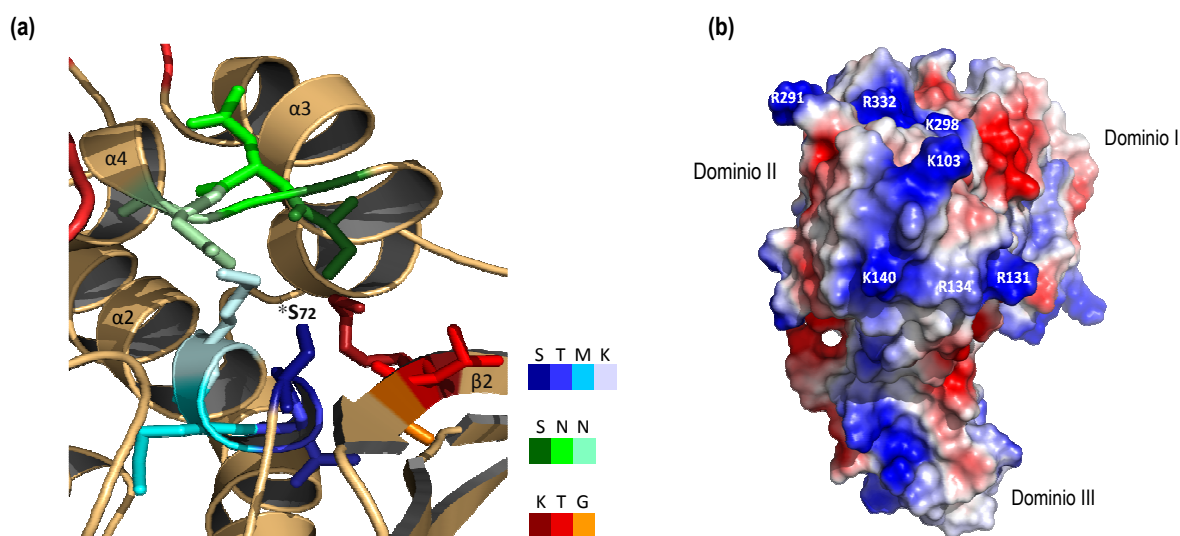 (a)
α3
α4
α2
*S72
β2
S T M K
S N N
K T G
(b)
R291
R332
K298
K103
Dominio I
Dominio II
K140
R134
R131
Dominio III